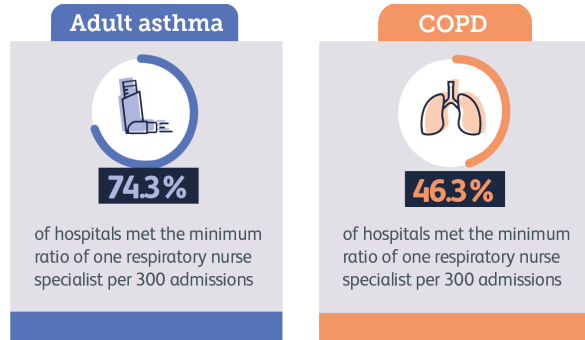 Adult asthma
74.3%
of hospitals met the minimum
ratio of one respiratory nurse
specialist per 300 admissions
COPD
46.3%
of hospitals met the minimum
ratio of one respiratory nurse
specialist per 300 admissions